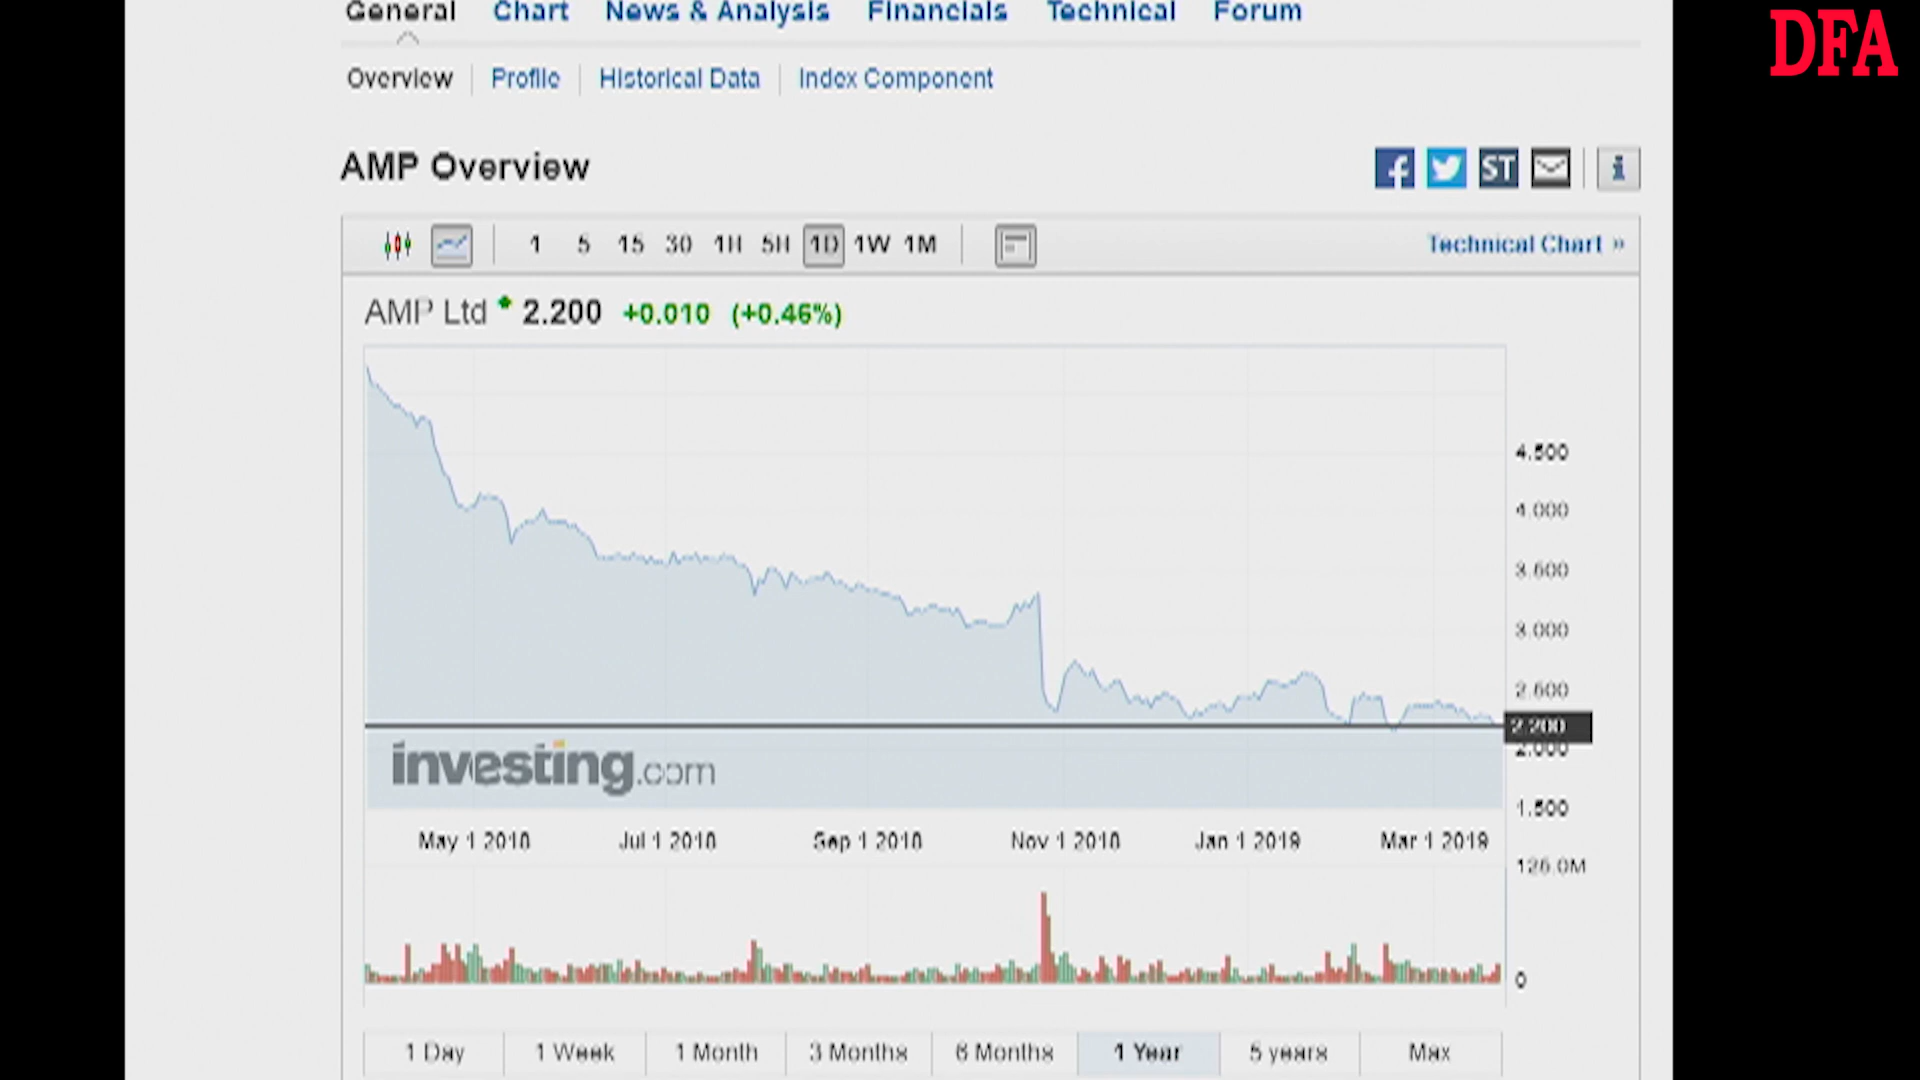 DFA
General Chart News & Analysis Financials Technical Forum
Overview Profile Historical Data Index Component
AMP Overview
ST
1 5 15 30 1H 5H 1D 1W 1M Technical Chart »
AMP Ltd 2.200 +0.010 (+0.46%)
4.500
4.000
3.500
3.000
2.500
2.200
2.000
1.500
investing.com
May 1 2018 Jul 1 2018 Sep 1 2018 Nov 1 2018 Jan 1 2019 Mar 1 2019
0
1 Day 1 Week 1 Month 3 Months 6 Months 1 Year 5 years Max